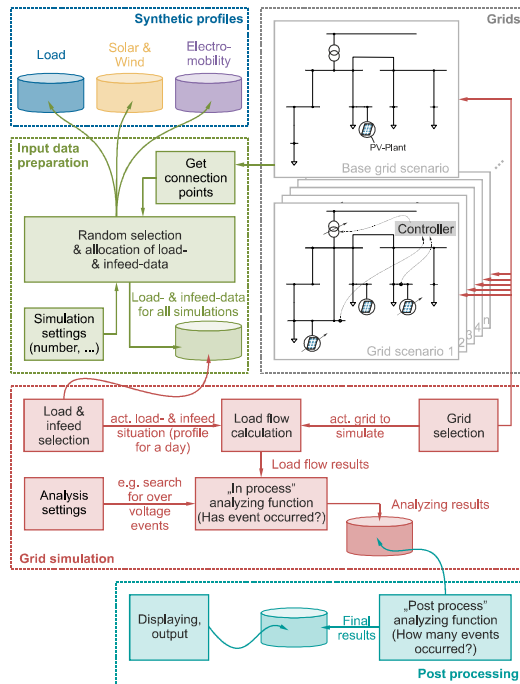 Synthetic profiles
Load
Solar &
Wind
Electro-
mobility
Grids
PV-Plant
Base grid scenario
Controller
Grid scenario 1
2
3
4
n
Input data
preparation
Get
connection
points
Random selection
& allocation of load-
& infeed-data
Load- & infeed-data
for all simulations
Simulation
settings
(number, ...)
Load &
infeed
selection
act. load- & infeed
situation (profile
for a day)
Load flow
calculation
act. grid to
simulate
Grid
selection
Load flow results
Analysis
settings
e.g. search
for over
voltage
events
„In process"
analyzing function
(Has event occurred?)
Analyzing results
Grid simulation
Displaying,
output
Final
results
„Post process"
analyzing function
(How many events
occurred?)
Post processing